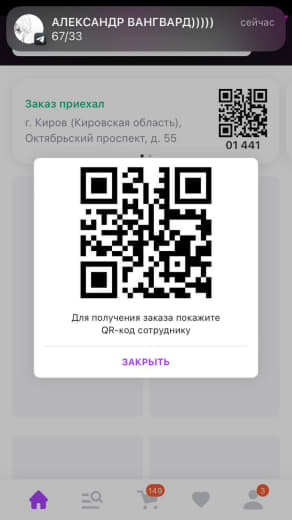 АЛЕКСАНДР ВАНГВАРД)))))
сейчас
67/33
Заказ приехал
г. Киров (Кировская область),
Октябрьский проспект, д. 55
01 441
Для получения заказа покажите
QR-код сотруднику
ЗАКРЫТЬ
149
3